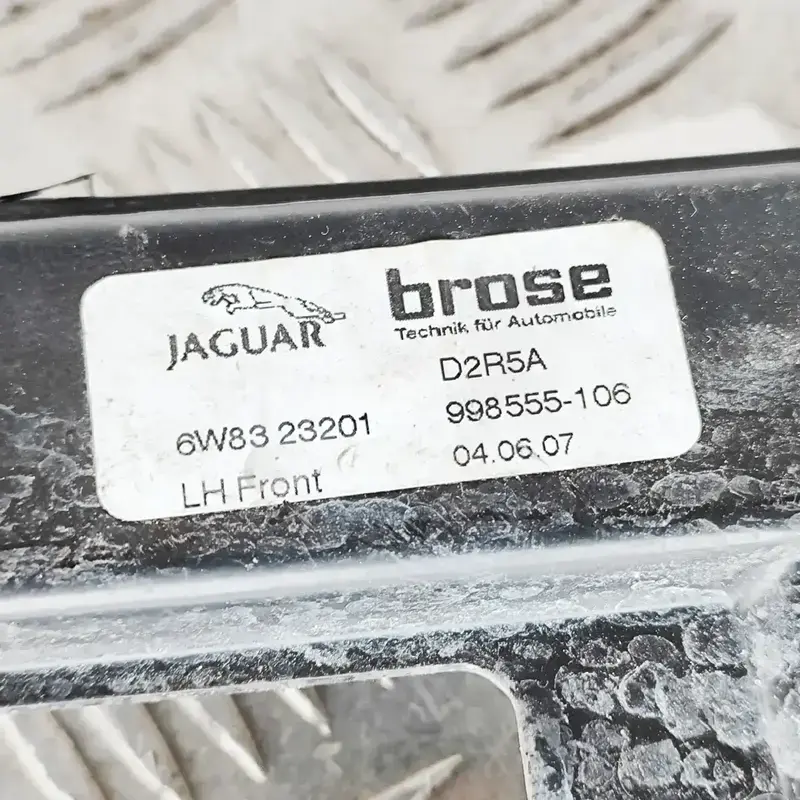 JAGUAR
brose
Technik für Automobile
D2R5A
6W83 23201
998555-106
LH Front
04.06.07